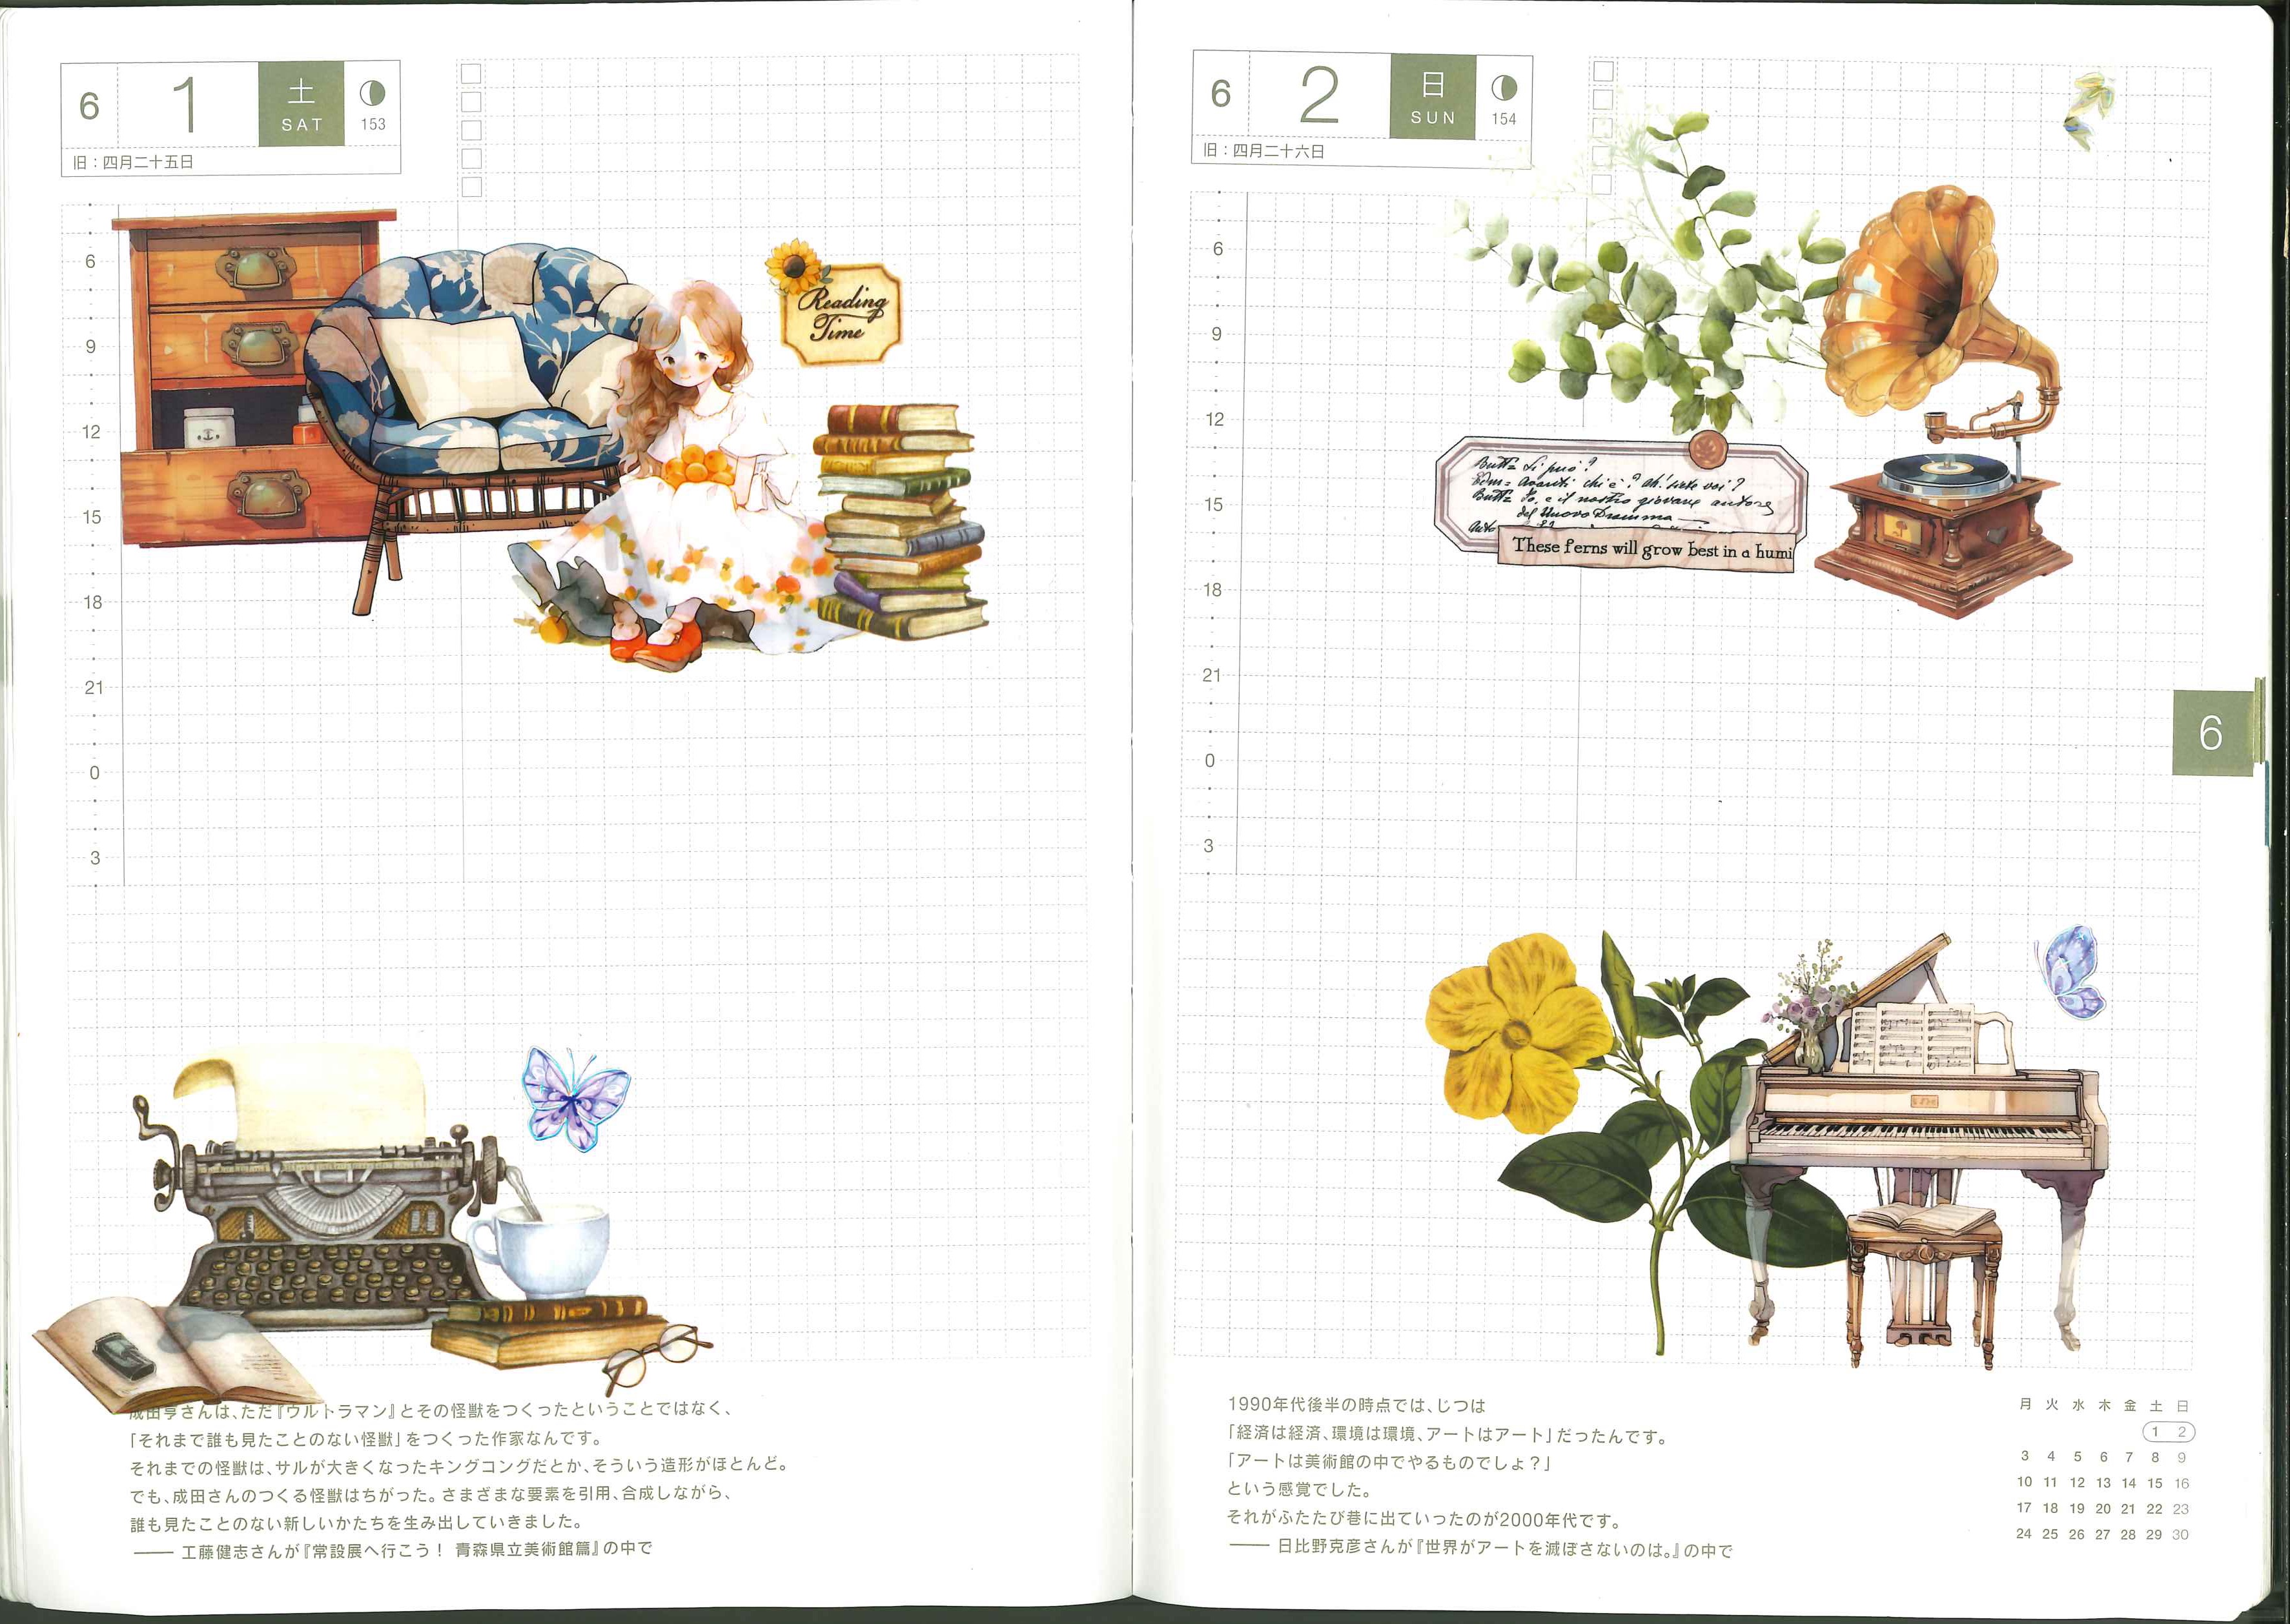 6 1 土 SAT 153
旧：四月二十五日
6
9
12
15
18
21
0
3
Reading
Time
成田亨さんは、ただ『ウルトラマン』とその怪獣をつくったということではなく、
「それまで誰も見たことのない怪獣」をつくった作家なんです。
それまでの怪獣は、サルが大きくなったキングコングだとか、そういう造形がほとんど。
でも、成田さんのつくる怪獣はちがった。さまざまな要素を引用、合成しながら、
誰も見たことのない新しいかたちを生み出していきました。
—— 工藤健志さんが『常設展へ行こう！ 青森県立美術館篇』の中で
6 2 日 SUN 154
旧：四月二十六日
6
9
12
15
18
21
0
3
Si può?
chi è?
è il nostro giovane autore
del Nuovo Dramma
These ferns will grow best in a humi
6
1990年代後半の時点では、じつは
「経済は経済、環境は環境、アートはアート」だったんです。
「アートは美術館の中でやるものでしょ？」
という感覚でした。
それがふたたび巷に出ていったのが2000年代です。
—— 日比野克彦さんが『世界がアートを滅ぼさないのは。』の中で
月 火 水 木 金 土 日
1 2
3 4 5 6 7 8 9
10 11 12 13 14 15 16
17 18 19 20 21 22 23
24 25 26 27 28 29 30